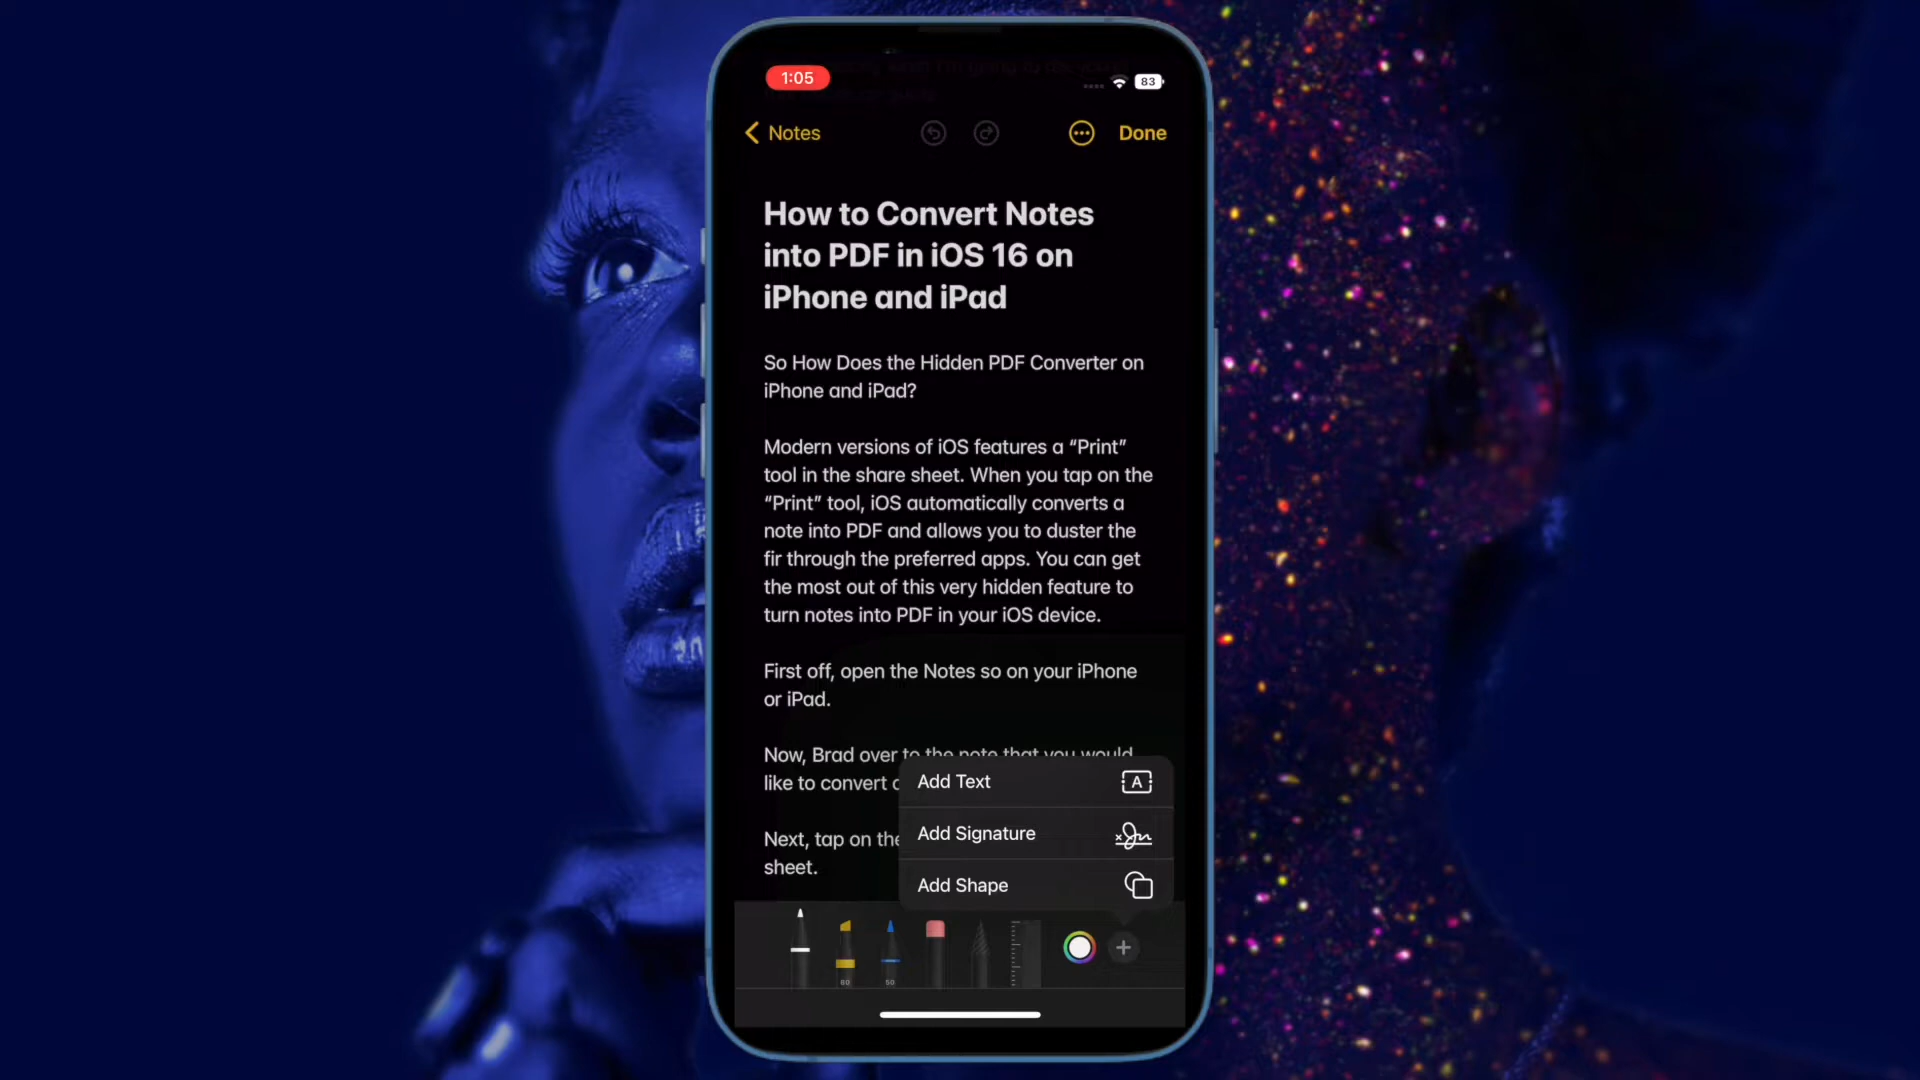 1:05
83
Notes
Done
How to Convert Notes
into PDF in iOS 16 on
iPhone and iPad
So How Does the Hidden PDF Converter on
iPhone and iPad?
Modern versions of iOS features a “Print”
tool in the share sheet. When you tap on the
“Print” tool, iOS automatically converts a
note into PDF and allows you to duster the
fir through the preferred apps. You can get
the most out of this very hidden feature to
turn notes into PDF in your iOS device.
First off, open the Notes so on your iPhone
or iPad.
Now, Brad over to the note that you would
like to convert
Next, tap on the
sheet.
Add Text
A
Add Signature
Add Shape
60
50